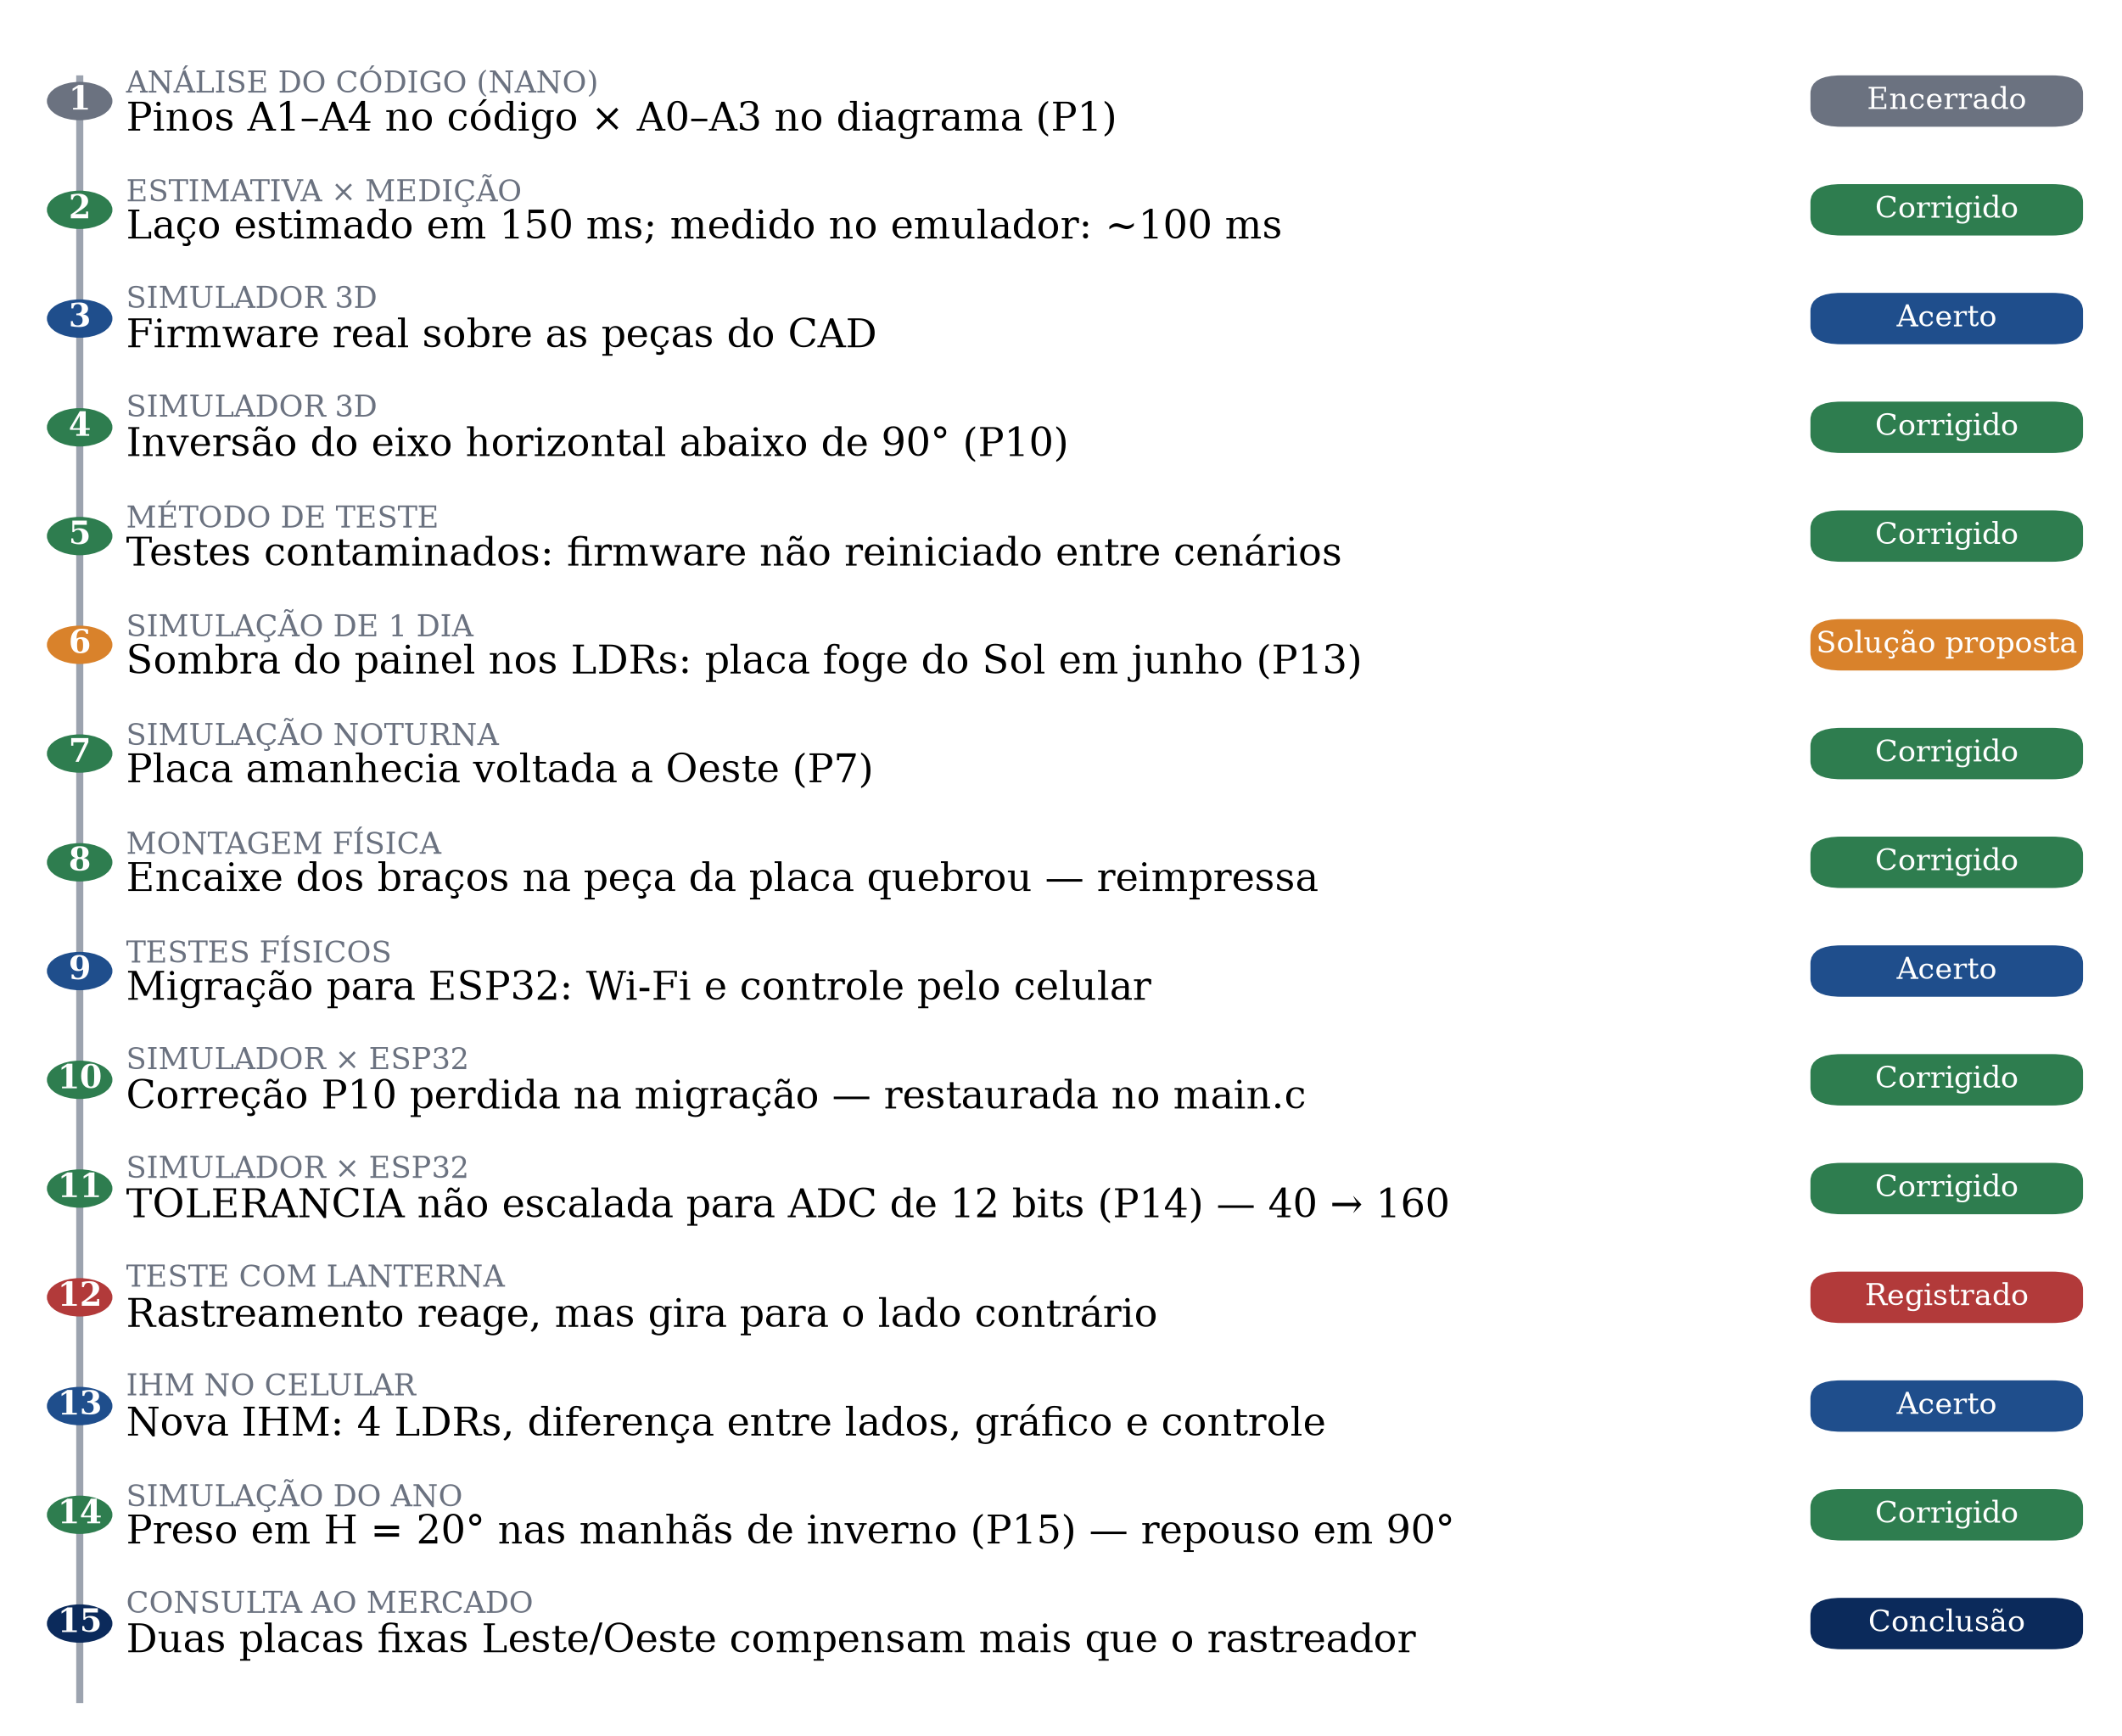 1
ANÁLISE DO CÓDIGO (NANO)
Pinos A1–A4 no código × A0–A3 no diagrama (P1)
Encerrado
2
ESTIMATIVA × MEDIÇÃO
Laço estimado em 150 ms; medido no emulador: ~100 ms
Corrigido
3
SIMULADOR 3D
Firmware real sobre as peças do CAD
Acerto
4
SIMULADOR 3D
Inversão do eixo horizontal abaixo de 90° (P10)
Corrigido
5
MÉTODO DE TESTE
Testes contaminados: firmware não reiniciado entre cenários
Corrigido
6
SIMULAÇÃO DE 1 DIA
Sombra do painel nos LDRs: placa foge do Sol em junho (P13)
Solução proposta
7
SIMULAÇÃO NOTURNA
Placa amanhecia voltada a Oeste (P7)
Corrigido
8
MONTAGEM FÍSICA
Encaixe dos braços na peça da placa quebrou — reimpressa
Corrigido
9
TESTES FÍSICOS
Migração para ESP32: Wi-Fi e controle pelo celular
Acerto
10
SIMULADOR × ESP32
Correção P10 perdida na migração — restaurada no main.c
Corrigido
11
SIMULADOR × ESP32
TOLERANCIA não escalada para ADC de 12 bits (P14) — 40 → 160
Corrigido
12
TESTE COM LANTERNA
Rastreamento reage, mas gira para o lado contrário
Registrado
13
IHM NO CELULAR
Nova IHM: 4 LDRs, diferença entre lados, gráfico e controle
Acerto
14
SIMULAÇÃO DO ANO
Preso em H = 20° nas manhãs de inverno (P15) — repouso em 90°
Corrigido
15
CONSULTA AO MERCADO
Duas placas fixas Leste/Oeste compensam mais que o rastreador
Conclusão